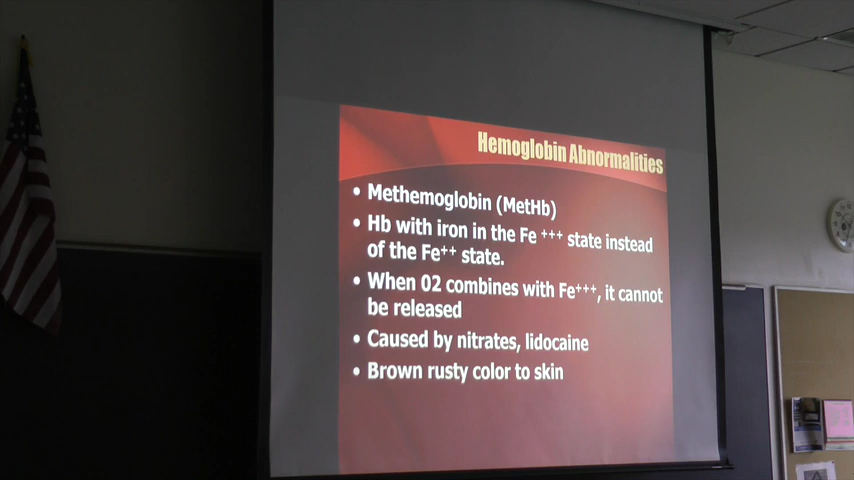 Hemoglobin Abnormalities
• Methemoglobin (MetHb)
• Hb with iron in the Fe +++ state instead
of the Fe++ state.
• When 02 combines with Fe+++, it cannot
be released
• Caused by nitrates, lidocaine
• Brown rusty color to skin